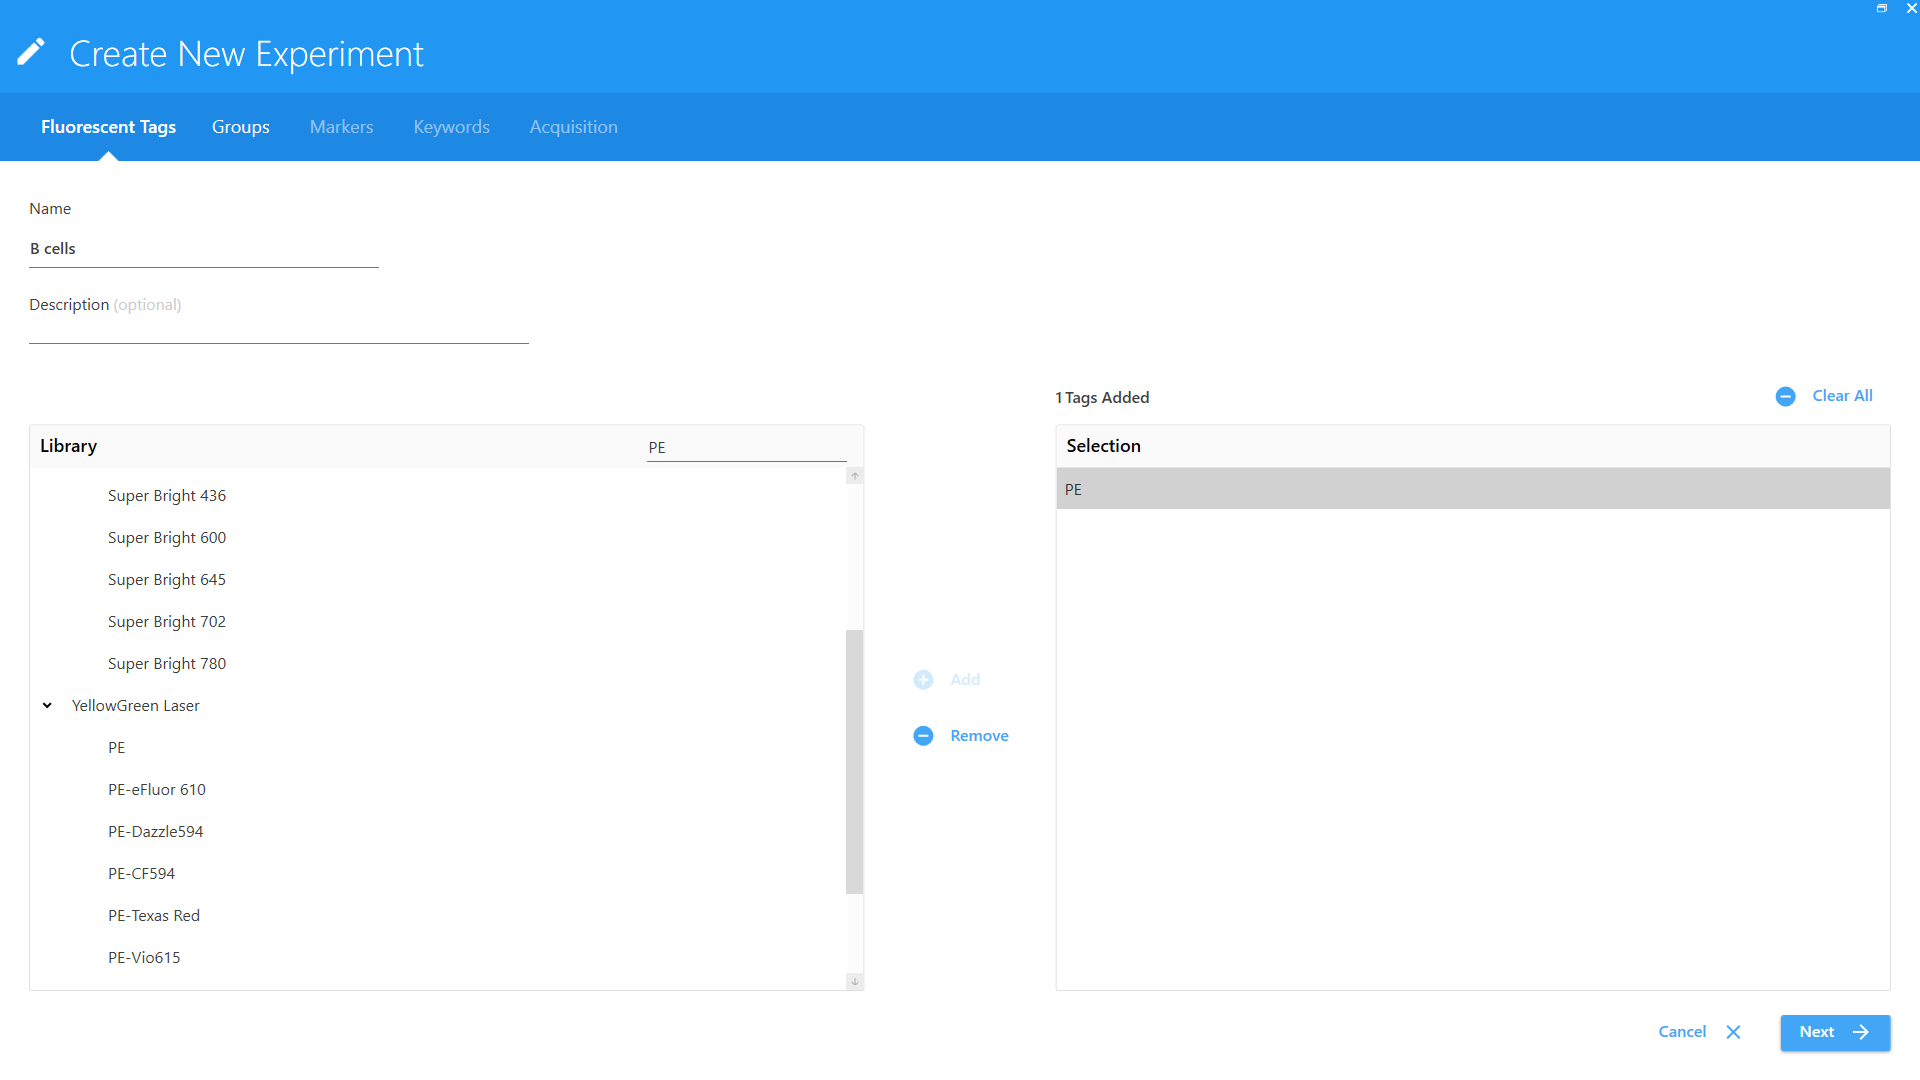 Create New Experiment
Fluorescent Tags Groups Markers Keywords Acquisition
Name
B cells
Description (optional)
1 Tags Added
Clear All
Library
PE
Super Bright 436
Super Bright 600
Super Bright 645
Super Bright 702
Super Bright 780
YellowGreen Laser
PE
PE-eFluor 610
PE-Dazzle594
PE-CF594
PE-Texas Red
PE-Vio615
Add
Remove
Selection
PE
Cancel
Next